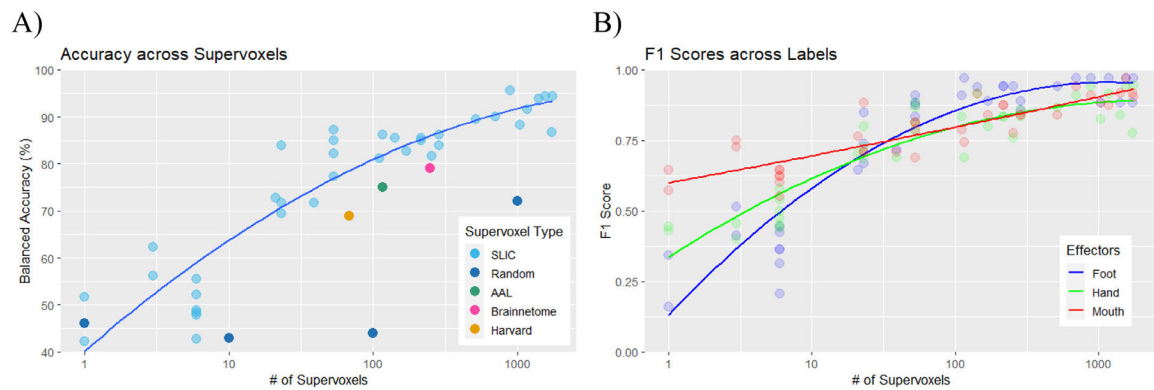 A)
Accuracy across Supervoxels
Balanced Accuracy (%)
100
90
80
70
60
50
40
1
10
100
1000
# of Supervoxels
Supervoxel Type
SLIC
Random
AAL
Brainnetome
Harvard
B)
F1 Scores across Labels
F1 Score
1.00
0.75
0.50
0.25
0.00
1
10
100
1000
# of Supervoxels
Effectors
Foot
Hand
Mouth